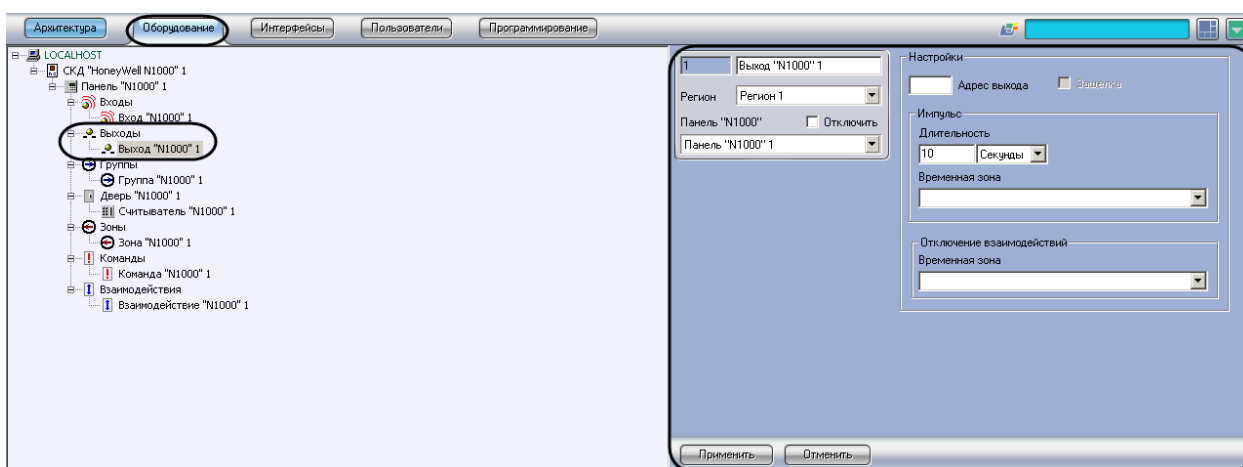 Архитектура Оборудование Интерфейсы Пользователи Программирование
LOCALHOST
СКД "HoneyWell N1000" 1
Панель "N1000" 1
Входы
Вход "N1000" 1
Выходы
Выход "N1000" 1
Группы
Группа "N1000" 1
Дверь "N1000" 1
Считыватель "N1000" 1
Зоны
Зона "N1000" 1
Команды
Команда "N1000" 1
Взаимодействия
Взаимодействие "N1000" 1
1 Выход "N1000" 1
Регион Регион 1
Панель "N1000" Отключить
Панель "N1000" 1
Настройки
Адрес выхода Защелка
Импульс
Длительность
10 Секунды
Временная зона
Отключение взаимодействий
Временная зона
Применить Отменить